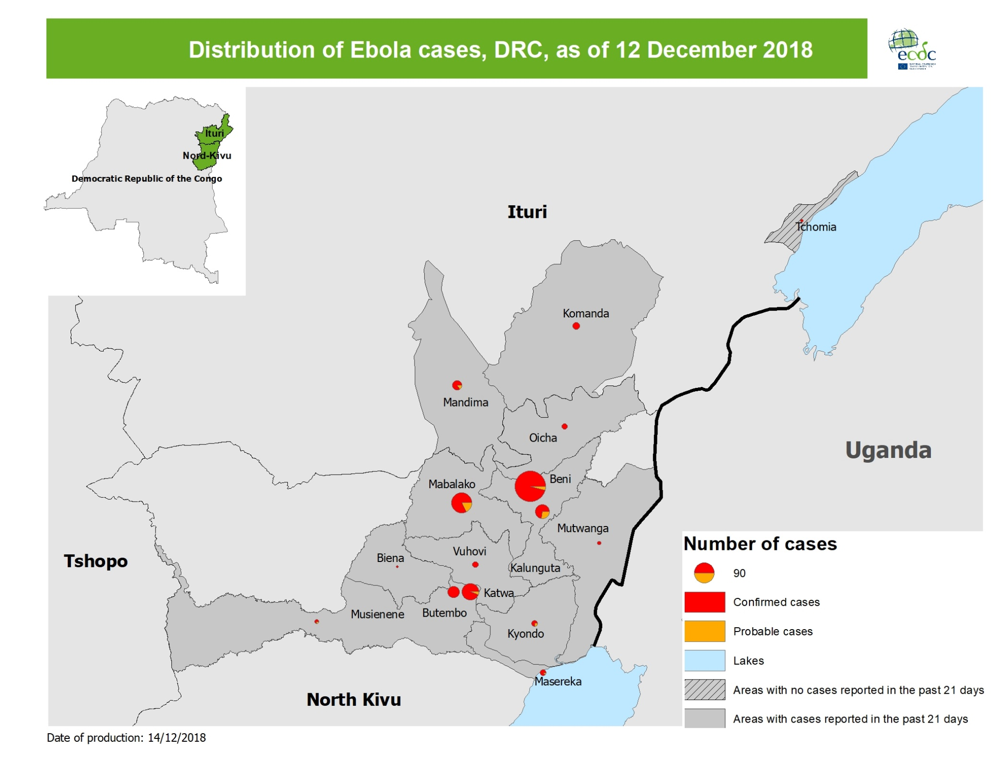 Distribution of Ebola cases, DRC, as of 12 December 2018
ecdc
Ituri
Nord-Kivu
Democratic Republic of the Congo
Ituri
Tchomia
Komanda
Mandima
Oicha
Uganda
Beni
Mabalako
Mutwanga
Vuhovi
Biena
Kalunguta
Tshopo
Katwa
Butembo
Musienene
Kyondo
Masereka
North Kivu
Number of cases
90
Confirmed cases
Probable cases
Lakes
Areas with no cases reported in the past 21 days
Areas with cases reported in the past 21 days
Date of production: 14/12/2018